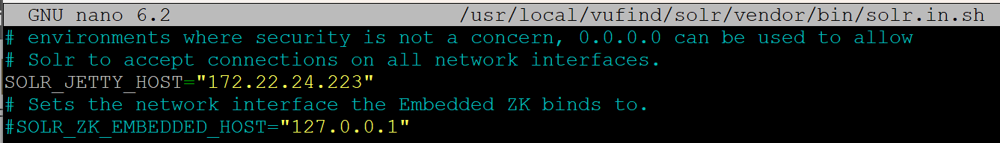 GNU nano 6.2 /usr/local/vufind/solr/vendor/bin/solr.in.sh
# environments where security is not a concern, 0.0.0.0 can be used to allow
# Solr to accept connections on all network interfaces.
SOLR_JETTY_HOST="172.22.24.223"
# Sets the network interface the Embedded ZK binds to.
#SOLR_ZK_EMBEDDED_HOST="127.0.0.1"